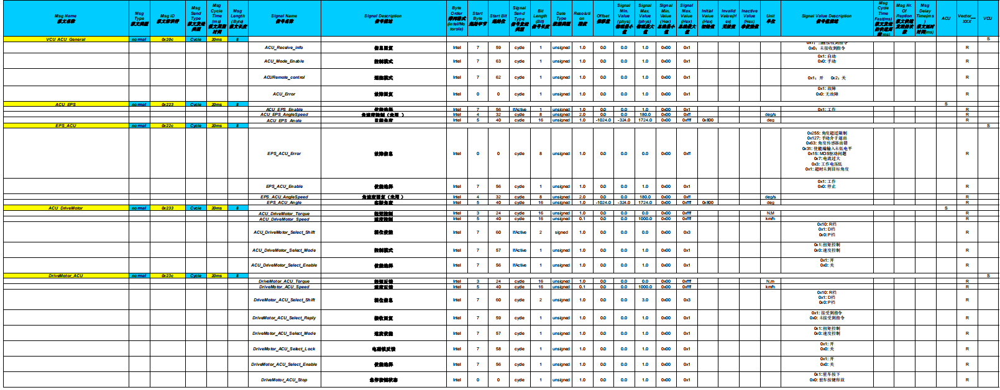 Msg Name 报文名称 Msg Type 报文类型 Msg ID 报文标识符 Msg Send Type 报文发送类型 Msg Cycle Time (ms) 报文周期时间 Msg Length (Byte) 报文长度 Signal Name 信号名称 Signal Description 信号描述 Byte Order 排列格式 (Intel/Motorola) Start Byte 起始字节 Start Bit 起始位 Signal Send Type 信号发送类型 Bit Length (Bit) 信号长度 Date Type 数据类型 Resolution 精度 Offset 偏移量 Signal Min. Value (phys) 物理最小值 Signal Max. Value (phys) 物理最大值 Signal Min. Value (Hex) 总线最小值 Signal Max. Value (Hex) 总线最大值 Initial Value (Hex) 初始值 Invalid Value(Hex) 无效值 Inactive Value (Hex) 非使能值 Unit 单位 Signal Value Description 信号值描述 Msg Cycle Time Fast(ms) 报文发送的快速周期(ms) Msg Nr. Of Reption 报文快速发送的次数 Msg Delay Time(ms) 报文延时时间(ms) ACU Vector__XXX VCU
VCU_ACU_General normal 0x20c Cycle 20ms 8 S
ACU_Receive_info 信息回复 Intel 7 59 cycle 1 unsigned 1.0 0.0 0.0 1.0 0x00 0x1 0x1: 当前接收到指令 R
0x0: 未接收到指令
ACU_Mode_Enable 控制模式 Intel 7 63 cycle 1 unsigned 1.0 0.0 0.0 1.0 0x00 0x1 0x1: 自动 R
0x0: 手动
ACURemote_control 遥控模式 Intel 7 62 cycle 1 unsigned 1.0 0.0 0.0 1.0 0x00 0x1 0x1: 开 0x2: 关 R
ACU_Error 故障回复 Intel 0 0 cycle 1 unsigned 1.0 0.0 0.0 1.0 0x00 0x1 0x1: 故障 R
0x0: 无故障
ACU_EPS normal 0x223 Cycle 20ms 8 S
ACU_EPS_Enable 使能选择 Intel 7 56 IfActive 1 unsigned 1.0 0.0 0.0 1.0 0x00 0x1 0x1: 工作 R
ACU_EPS_AngleSpeed 角速度控制（未用 ） Intel 4 32 cycle 8 unsigned 2.0 0.0 0.0 180.0 0x00 0xff deg/s R
ACU_EPS_Angle 目标角度 Intel 5 40 cycle 16 unsigned 1.0 -1024.0 -324.0 1724.0 0x00 0xffff 0x800 deg R
EPS_ACU normal 0x22c Cycle 20ms 8 S
EPS_ACU_Error 故障信息 Intel 0 0 cycle 8 unsigned 1.0 0.0 0.0 0.0 0x00 0xff R
0x255: 角度超过限制
0x127: 手动介于退出
0x63: 角度传感器出错
0x31: 使能端输入未低电平
0x15: MOS驱动问题
0x7: 电流过大
0x3: 工作电压低
0x1: 超时未到目标角度
EPS_ACU_Enable 使能选择 Intel 7 56 cycle 1 unsigned 1.0 0.0 0.0 1.0 0x00 0x1 0x1: 工作 R
0x0: 停止
EPS_ACU_AngleSpeed 角速度回复（未用 ） Intel 4 32 cycle 8 unsigned 2.0 0.0 0.0 180.0 0x00 0xff deg/s R
EPS_ACU_Angle 实际角度 Intel 5 40 cycle 16 unsigned 1.0 -1024.0 -324.0 1724.0 0x00 0xffff 0x800 deg R
ACU_DriveMotor normal 0x233 Cycle 20ms 8 S
ACU_DriveMotor_Torque 扭矩控制 Intel 3 24 cycle 16 unsigned 1.0 0.0 0.0 0.0 0x00 0xffff N.M R
ACU_DriveMotor_Speed 速度控制 Intel 5 40 cycle 16 unsigned 0.1 0.0 0.0 1000.0 0x00 0xffff km/h R
ACU_DriveMotor_Select_Shift 档位使能 Intel 7 60 IfActive 2 signed 1.0 0.0 0.0 0.0 0x00 0x3 R
0x10: R档
0x1: D档
0x0: P档
ACU_DriveMotor_Select_Mode 控制模式 Intel 7 57 IfActive 1 unsigned 1.0 0.0 0.0 1.0 0x00 0x1 0x1:扭矩控制 R
0x0:速度控制
ACU_DriveMotor_Select_Enable 使能选择 Intel 7 56 IfActive 1 unsigned 1.0 0.0 0.0 1.0 0x00 0x1 0x1: 开 R
0x0: 关
DriveMotor_ACU normal 0x23c Cycle 20ms 8 S
DriveMotor_ACU_Torque 扭矩反馈 Intel 3 24 cycle 16 unsigned 1.0 0.0 0.0 0.0 0x00 0xffff N.m R
DriveMotor_ACU_Speed 速度反馈 Intel 5 40 cycle 16 unsigned 0.1 0.0 0.0 1000.0 0x00 0xffff km/h R
DriveMotor_ACU_Select_Shift 档位信息 Intel 7 60 cycle 2 unsigned 1.0 0.0 0.0 3.0 0x00 0x3 R
0x10: R档
0x1: D档
0x0: P档
DriveMotor_ACU_Select_Reply 接收回复 Intel 7 59 cycle 1 unsigned 1.0 0.0 0.0 1.0 0x00 0x1 0x1: 接受到指令 R
0x0: 未接受到指令
DriveMotor_ACU_Select_Mode 速度使能 Intel 7 57 cycle 1 unsigned 1.0 0.0 0.0 1.0 0x00 0x1 0x1:扭矩控制 R
0x0:速度控制
DriveMotor_ACU_Select_Lock 电磁锁反馈 Intel 7 58 cycle 1 unsigned 1.0 0.0 0.0 1.0 0x00 0x1 0x1: 开 R
0x0: 关
DriveMotor_ACU_Select_Enable 使能选择 Intel 7 56 cycle 1 unsigned 1.0 0.0 0.0 1.0 0x00 0x1 0x1: 开 R
0x0: 关
DriveMotor_ACU_Stop 急停按键状态 Intel 0 0 cycle 1 unsigned 1.0 0.0 0.0 1.0 0x00 0x1 0x1:驻车按下 R
0x0: 驻车按键释放